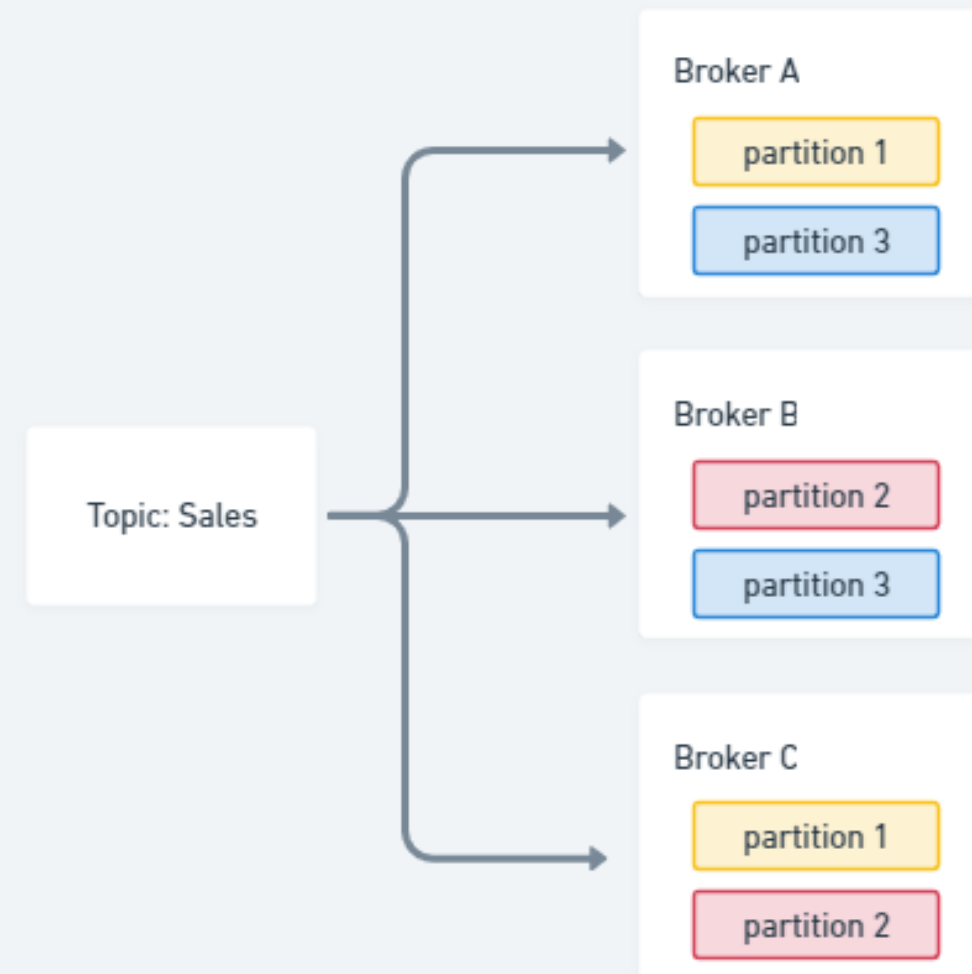 Broker A
partition 1
partition 3
Topic: Sales
Broker B
partition 2
partition 3
Broker C
partition 1
partition 2